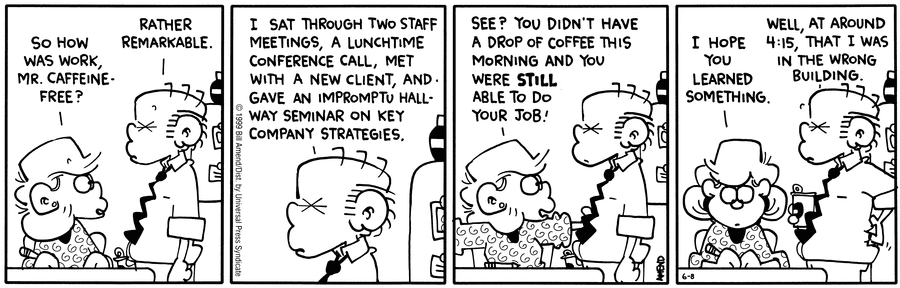 SO HOW
WAS WORK,
MR. CAFFEINE-
FREE?
RATHER
REMARKABLE.
I SAT THROUGH TWO STAFF
MEETINGS, A LUNCHTIME
CONFERENCE CALL, MET
WITH A NEW CLIENT, AND
GAVE AN IMPROMPTU HALL-
WAY SEMINAR ON KEY
COMPANY STRATEGIES.
© 1999 Bill Amend/Dist. by Universal Press Syndicate
SEE? YOU DIDN'T HAVE
A DROP OF COFFEE THIS
MORNING AND YOU
WERE STILL
ABLE TO DO
YOUR JOB!
AMEND
I HOPE
YOU
LEARNED
SOMETHING.
WELL, AT AROUND
4:15, THAT I WAS
IN THE WRONG
BUILDING.
6-8